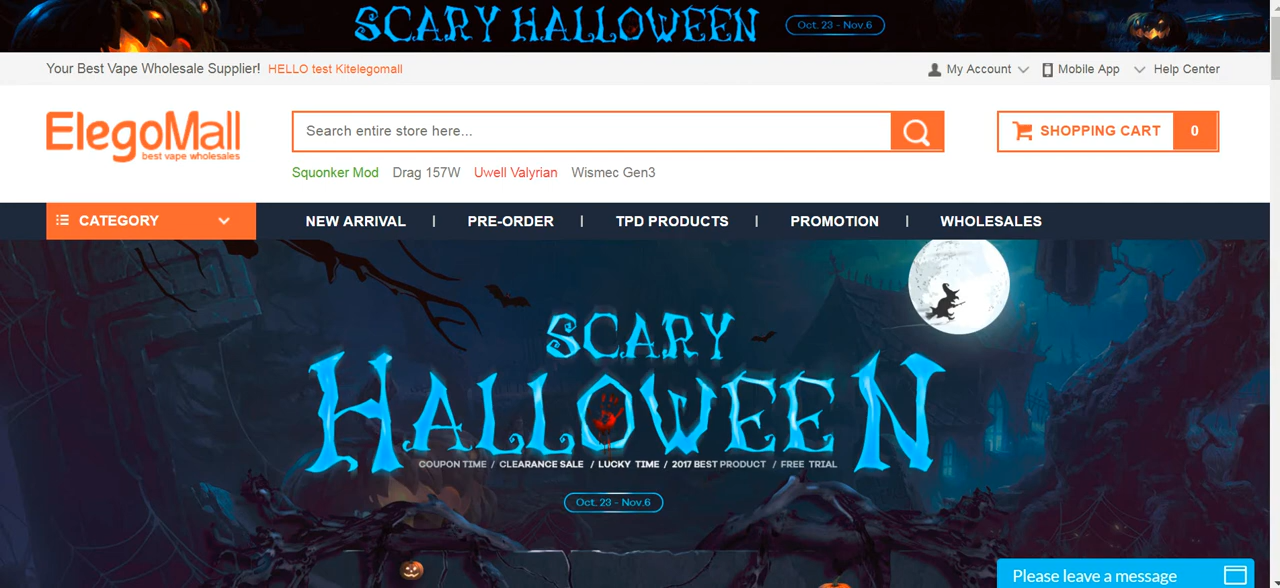 SCARY HALLOWEEN Oct. 23 - Nov.6
Your Best Vape Wholesale Supplier! HELLO test Kitelegomall My Account Mobile App Help Center
ElegoMall
best vape wholesales
Search entire store here...
SHOPPING CART 0
Squonker Mod Drag 157W Uwell Valyrian Wismec Gen3
CATEGORY NEW ARRIVAL | PRE-ORDER | TPD PRODUCTS | PROMOTION | WHOLESALES
SCARY
HALLOWEEN
COUPON TIME / CLEARANCE SALE / LUCKY TIME / 2017 BEST PRODUCT / FREE TRIAL
Oct. 23 - Nov.6
Please leave a message